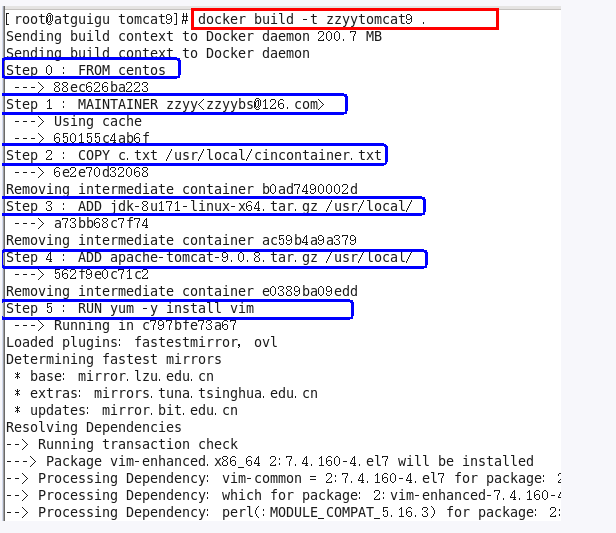 [root@atguigu tomcat9]# docker build -t zzyytomcat9 .
Sending build context to Docker daemon 200.7 MB
Sending build context to Docker daemon
Step 0 : FROM centos
---> 88ec626ba223
Step 1 : MAINTAINER zzyy<zzyybs@126.com>
---> Using cache
---> 650155c4ab6f
Step 2 : COPY c.txt /usr/local/cincontainer.txt
---> 6e2e70d32068
Removing intermediate container b0ad7490002d
Step 3 : ADD jdk-8u171-linux-x64.tar.gz /usr/local/
---> a73bb68c7f74
Removing intermediate container ac59b4a9a379
Step 4 : ADD apache-tomcat-9.0.8.tar.gz /usr/local/
---> 562f9e0c71c2
Removing intermediate container e0389ba09edd
Step 5 : RUN yum -y install vim
---> Running in c797bfe73a67
Loaded plugins: fastestmirror, ovl
Determining fastest mirrors
* base: mirror.lzu.edu.cn
* extras: mirrors.tuna.tsinghua.edu.cn
* updates: mirror.bit.edu.cn
Resolving Dependencies
--> Running transaction check
---> Package vim-enhanced.x86_64 2:7.4.160-4.el7 will be installed
--> Processing Dependency: vim-common = 2:7.4.160-4.el7 for package: 2
--> Processing Dependency: which for package: 2:vim-enhanced-7.4.160-4
--> Processing Dependency: perl(:MODULE_COMPAT_5.16.3) for package: 2: